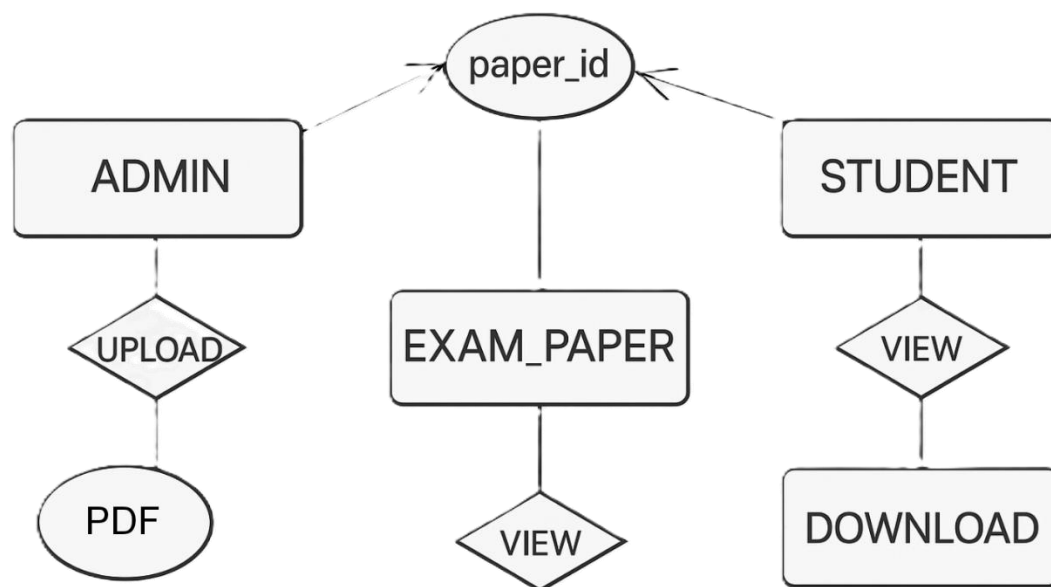 paper_id
ADMIN
STUDENT
EXAM_PAPER
UPLOAD
VIEW
PDF
VIEW
DOWNLOAD